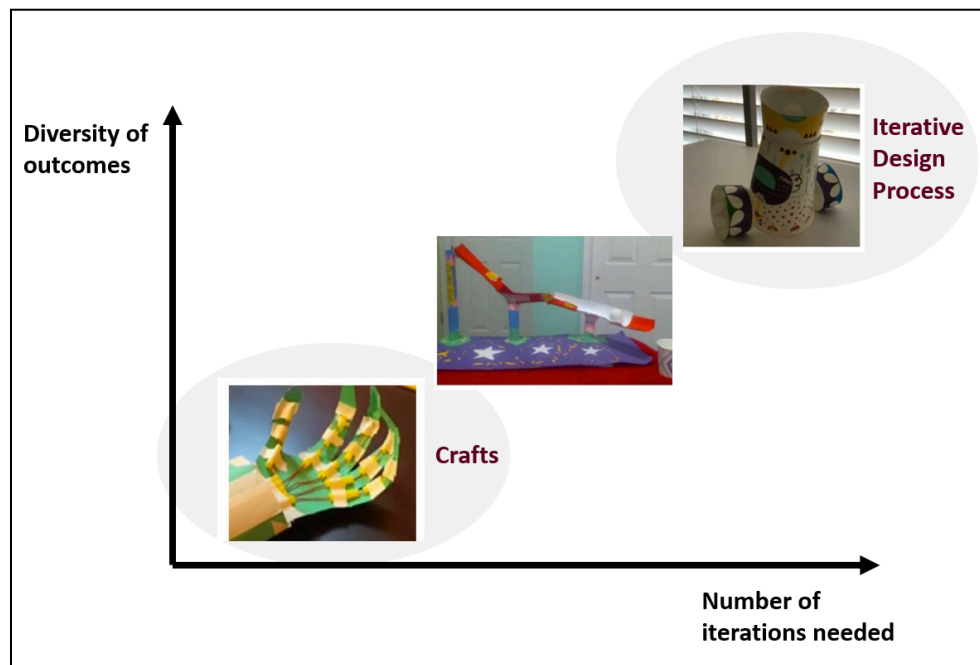 Diversity of
outcomes
Iterative
Design
Process
Crafts
Number of
iterations needed